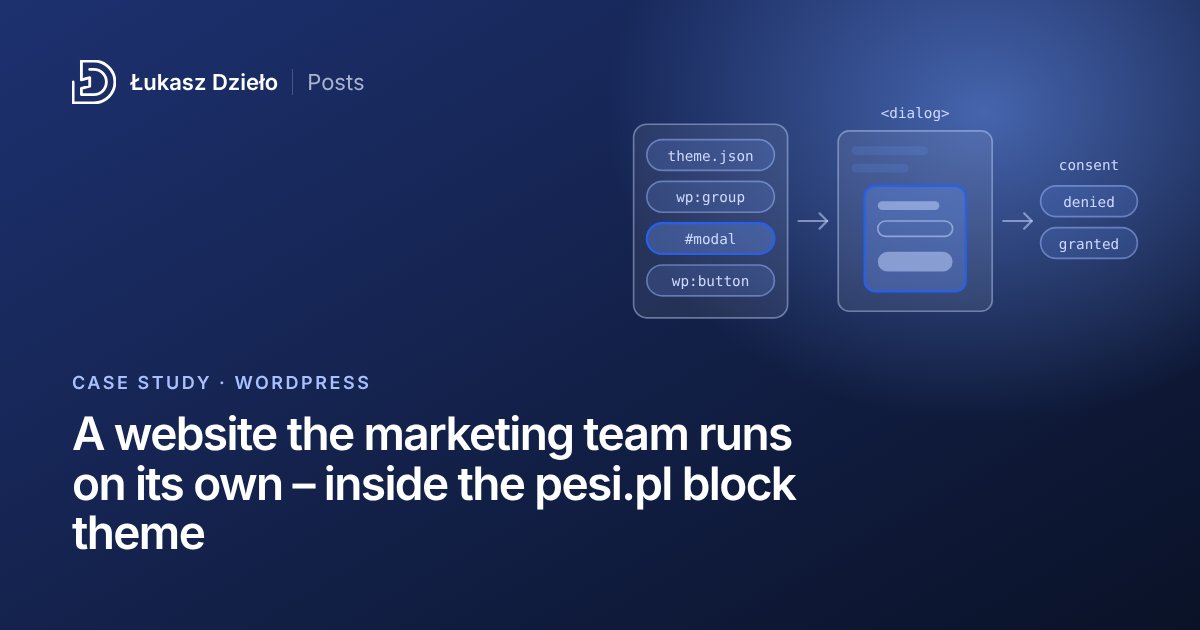 Łukasz Dzieło | Posts
<dialog>
theme.json
wp:group
#modal
wp:button
consent
denied
granted
CASE STUDY · WORDPRESS
A website the marketing team runs
on its own – inside the pesi.pl block
theme